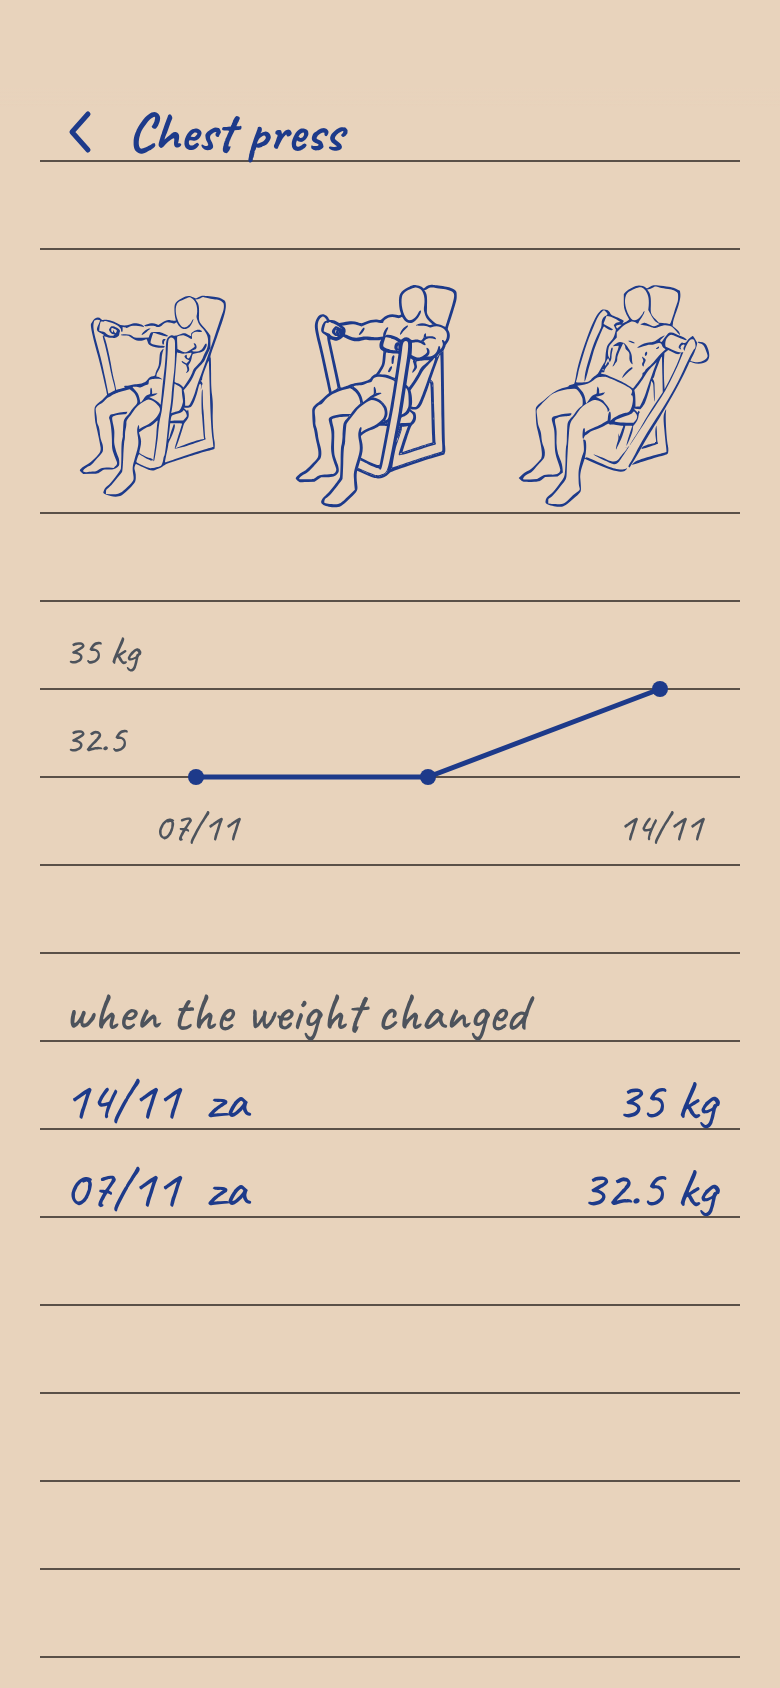 Chest press
35 kg
32.5
07/11 14/11
when the weight changed
14/11 za 35 kg
07/11 za 32.5 kg